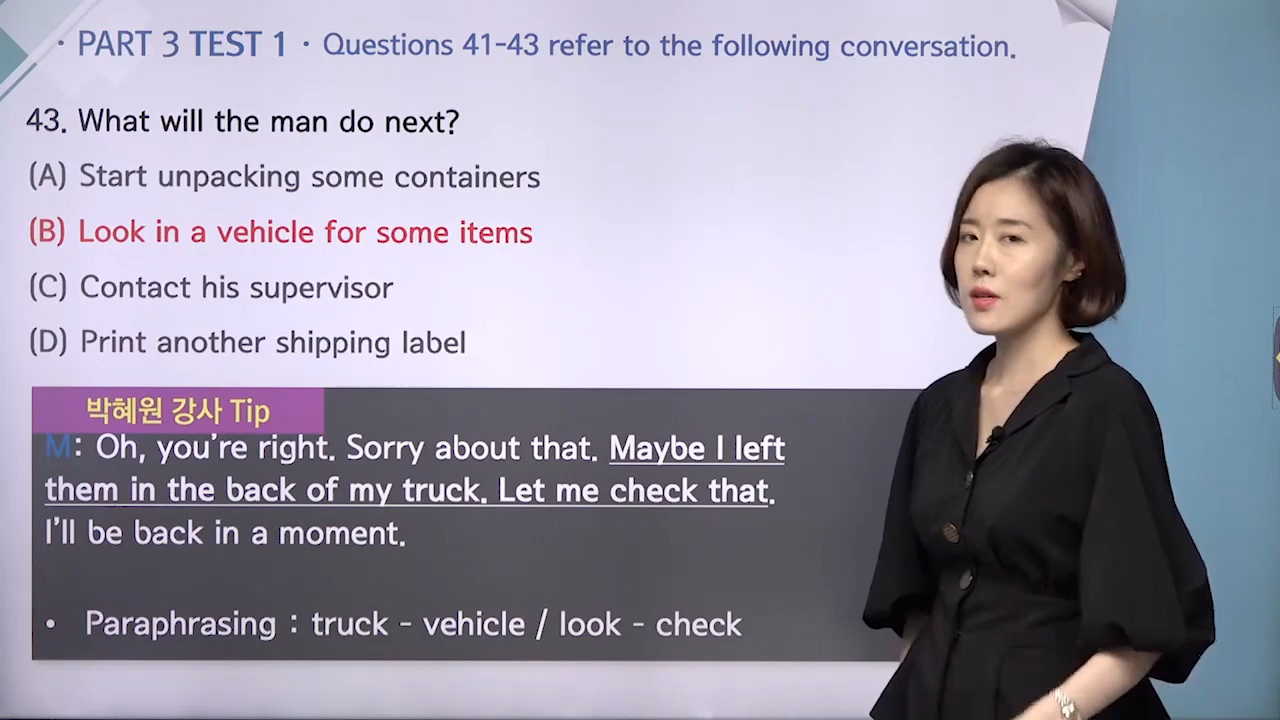 · PART 3 TEST 1 · Questions 41-43 refer to the following conversation.
43. What will the man do next?
(A) Start unpacking some containers
(B) Look in a vehicle for some items
(C) Contact his supervisor
(D) Print another shipping label
박혜원 강사 Tip
M: Oh, you're right. Sorry about that. Maybe I left
them in the back of my truck. Let me check that.
I'll be back in a moment.
• Paraphrasing : truck - vehicle / look - check